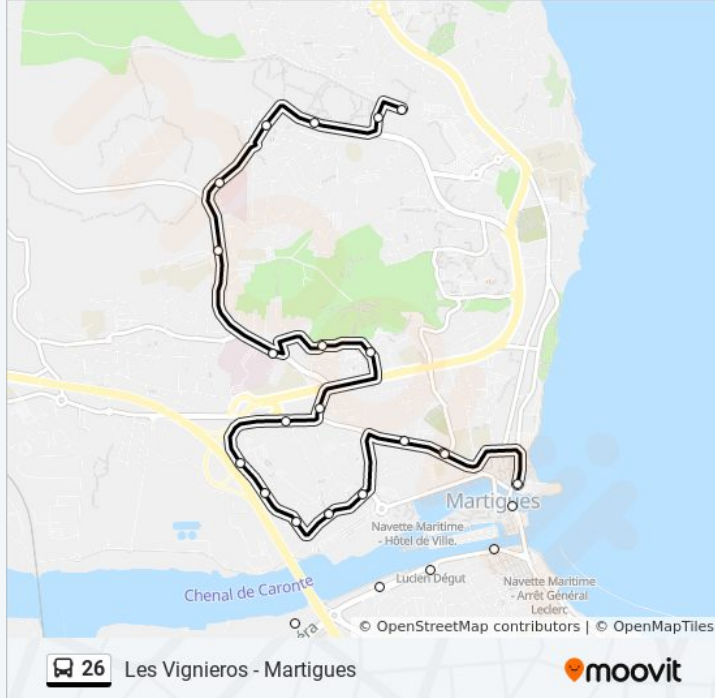 Martigues
Navette Maritime
- Hôtel de Ville.
Lucien Dégut
Chenal de Caronte
Navette Maritime
- Arrêt Général
Leclerc
© OpenStreetMap contributors | © OpenMapTiles
26
Les Vignieros - Martigues
moovit